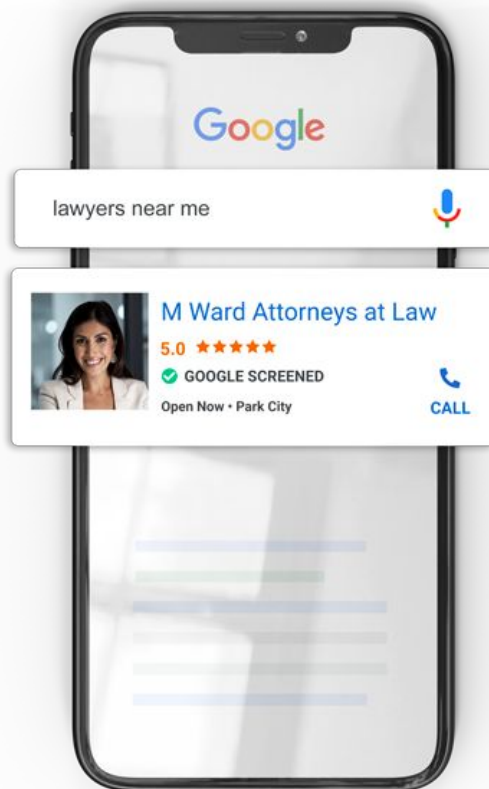 Google
lawyers near me
M Ward Attorneys at Law
5.0
GOOGLE SCREENED
Open Now • Park City
CALL